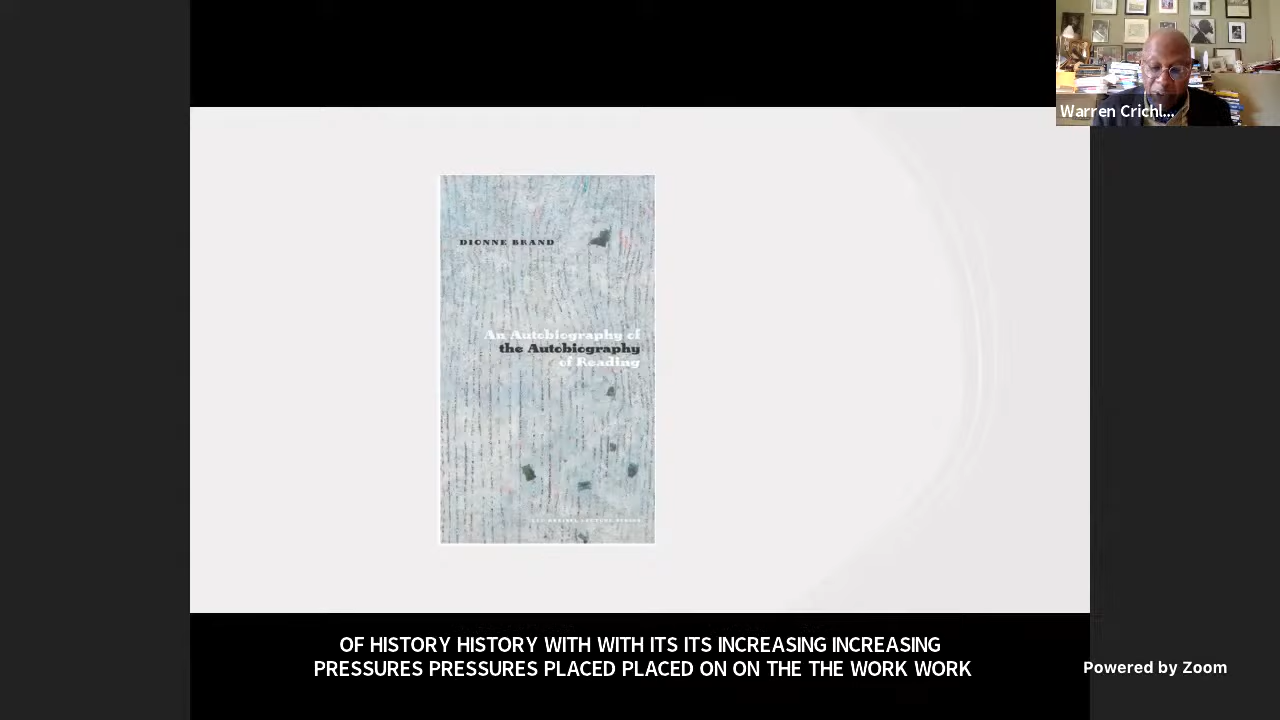 Warren Crichl...
DIONNE BRAND
An Autobiography of
the Autobiography
of Reading
OF HISTORY HISTORY WITH WITH ITS ITS INCREASING INCREASING
PRESSURES PRESSURES PLACED PLACED ON ON THE THE WORK WORK
Powered by Zoom